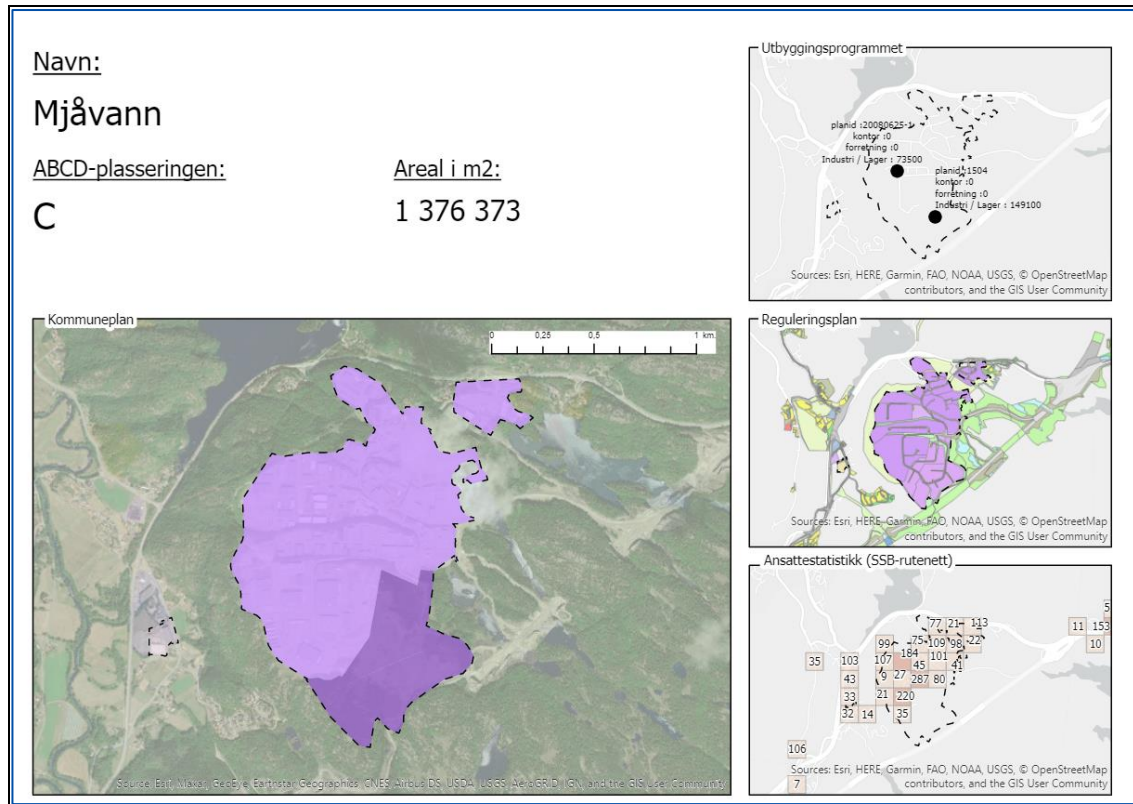 Navn:
Mjåvann
ABCD-plasseringen:
Areal i m2:
C
1 376 373
Utbyggingsprogrammet
planid :20080625-1
kontor :0
forretning :0
Industri / Lager : 73500
planid :1504
kontor :0
forretning :0
Industri / Lager : 149100
Sources: Esri, HERE, Garmin, FAO, NOAA, USGS, © OpenStreetMap
contributors, and the GIS User Community
Kommuneplan
0 0,25 0,5 1 km.
Source: Esri, Maxar, GeoEye, Earthstar Geographics, CNES/Airbus DS, USDA, USGS, AeroGRID, IGN, and the GIS User Community
Reguleringsplan
Sources: Esri, HERE, Garmin, FAO, NOAA, USGS, © OpenStreetMap
contributors, and the GIS User Community
Ansattestatistikk (SSB-rutenett)
5
77 21 113
11 153
99 75 109 98 22
10
35 103 107 184 45 101 41
43 9 27 287 80
33 21 220
32 14 35
106
7
Sources: Esri, HERE, Garmin, FAO, NOAA, USGS, © OpenStreetMap
contributors, and the GIS User Community